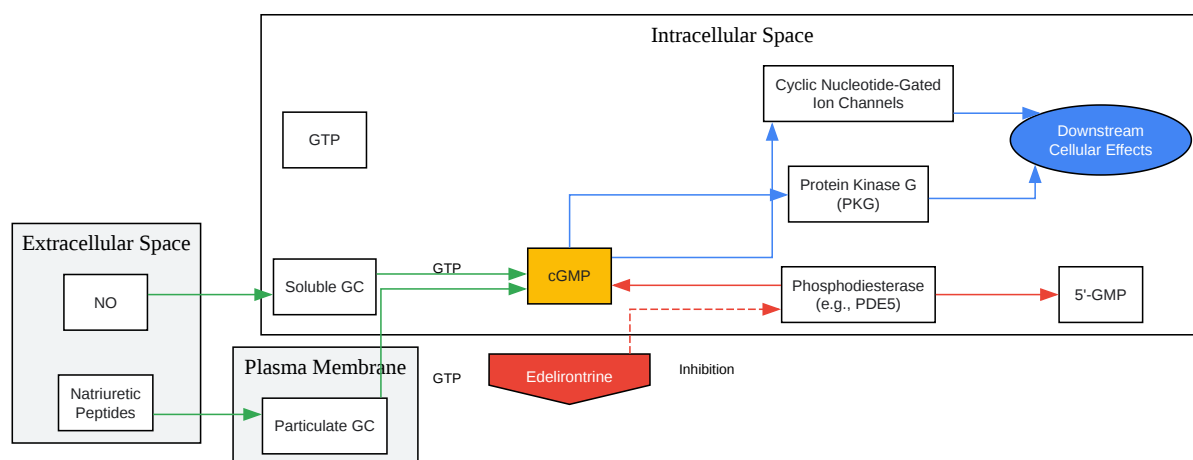 Intracellular Space
Cyclic Nucleotide-Gated
Ion Channels
Downstream
Cellular Effects
GTP
Protein Kinase G
(PKG)
Extracellular Space
NO
Soluble GC
GTP
cGMP
Phosphodiesterase
(e.g., PDE5)
5'-GMP
Plasma Membrane
GTP
Edelirontrine
Inhibition
Natriuretic
Peptides
Particulate GC